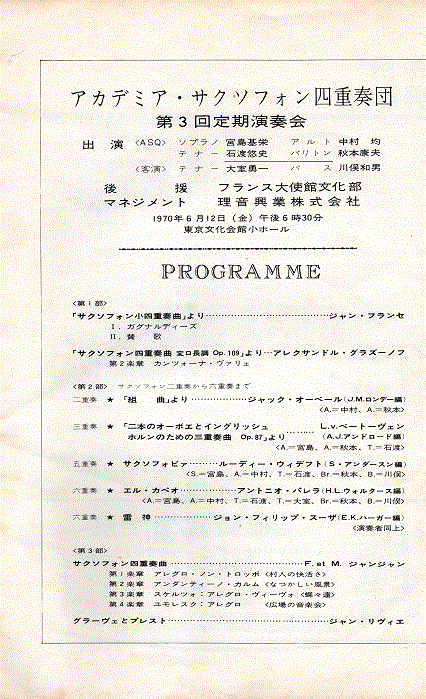 アカデミア・サクソフォン四重奏団
第3回定期演奏会
出演 <ASQ> ソプラノ 宮島基栄 アルト 中村 均
テナー 石渡悠史 バリトン 秋本康夫
<客演> テナー 大室勇一 バス 川俣和男
後援 フランス大使館文化部
マネジメント 理音興業株式会社
1970年6月12日(金)午後6時30分
東京文化会館小ホール
PROGRAMME
<第1部>
「サクソフォン小四重奏曲」より…………………ジャン・フランセ
I. ガグナルディーズ
II. 賛歌
「サクソフォン四重奏曲 変ロ長調 Op.109」より…アレクサンドル・グラズーノフ
第2楽章 カンツォーナ・ヴァリェ
<第2部> サクソフォン二重奏から六重奏まで
二重奏 ★ 「組曲」より……………ジャック・オーベール(J.M.ロンデー編)
<A.=中村、A.=秋本>
三重奏 ★ 「二本のオーボエとイングリッシュ ……… L.v.ベートーヴェン
ホルンのための三重奏曲 Op.87」より (A.J.アンドロード編)
<A.=宮島、A.=秋本、T.=石渡>
五重奏 ★ サクソフォビァ………ルーディー・ウィデフト(S・アンダースン編)
<S.=宮島、A.=中村、T.=石渡、Br.=秋本、B.=川俣>
六重奏 ★ エル・カベオ………………アントニオ・バレラ(H.L.ウォルタース編)
<A.=宮島、A.=中村、T.=石渡、T.=大室、Br.=秋本、B.=川俣>
六重奏 ★ 雷神…………………ジョン・フィリップ・スーザ(E.K.ハーガー編)
<演奏者同上>
<第3部>
サクソフォン四重奏曲…………………………F. et M. ジャンジャン
第1楽章 アレグロ・ノン・トロッポ <村人の快活さ>
第2楽章 アンダンティーノ・カルム <なつかしい風景>
第3楽章 スケルツォ:アレグロ・ヴィーヴォ <蝶々達>
第4楽章 ユモレスク:アレグロ <広場の音楽会>
グラーヴェとプレスト…………………………ジャン・リヴィエ